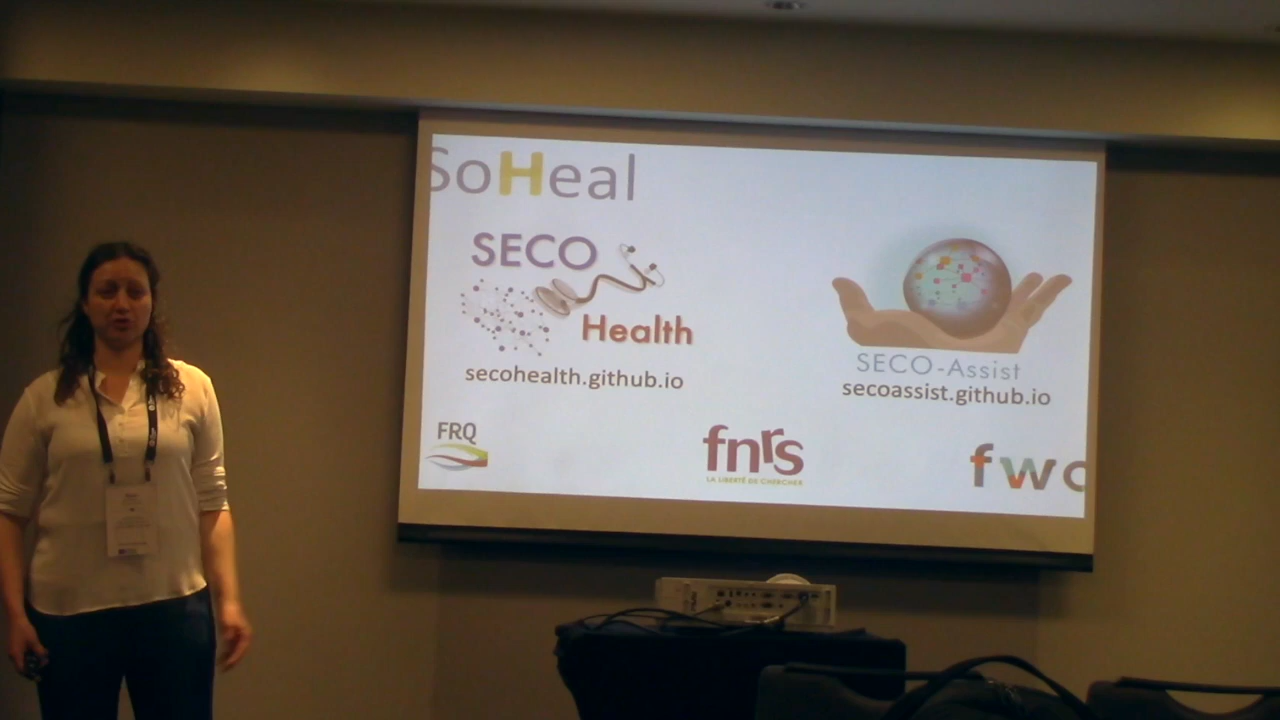 SoHeal
SECO
Health
secohealth.github.io
SECO-Assist
secoassist.github.io
FRQ
fnrs
LA LIBERTÉ DE CHERCHER
fwo